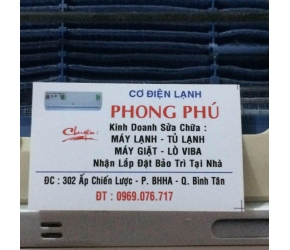 CƠ ĐIỆN LẠNH
PHONG PHÚ
Chuyên:
Kinh Doanh Sửa Chữa :
MÁY LẠNH - TỦ LẠNH
MÁY GIẶT - LÒ VIBA
Nhận Lắp Đặt Bảo Trì Tại Nhà
ĐC : 302 Ấp Chiến Lược - P. BHHA - Q. Bình Tân
ĐT : 0969.076.717